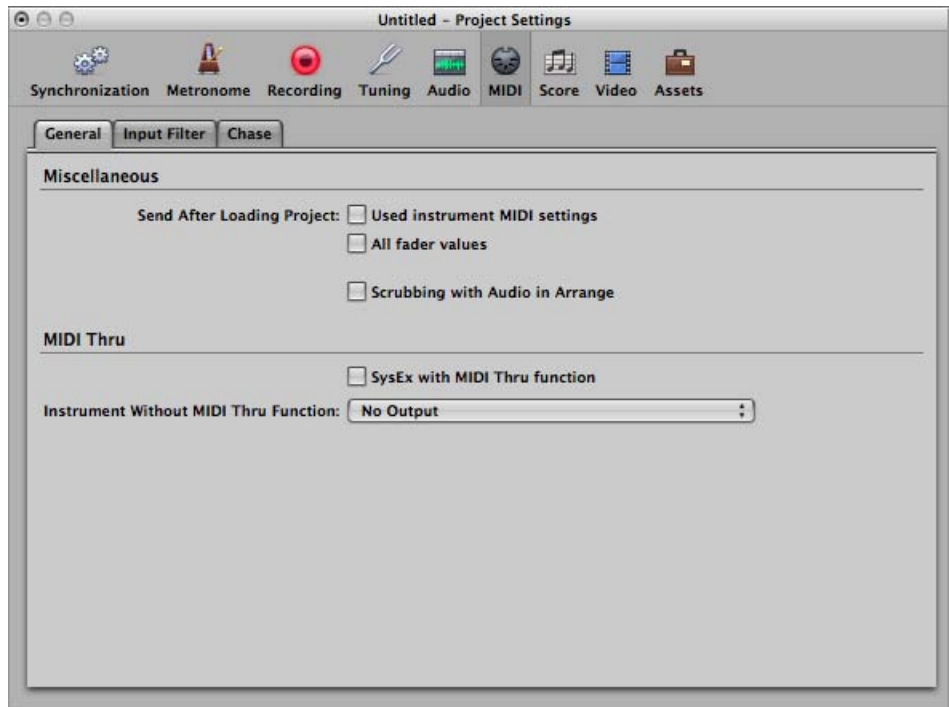 Untitled – Project Settings
Synchronization Metronome Recording Tuning Audio MIDI Score Video Assets
General Input Filter Chase
Miscellaneous
Send After Loading Project: Used instrument MIDI settings
All fader values
Scrubbing with Audio in Arrange
MIDI Thru
SysEx with MIDI Thru function
Instrument Without MIDI Thru Function: No Output